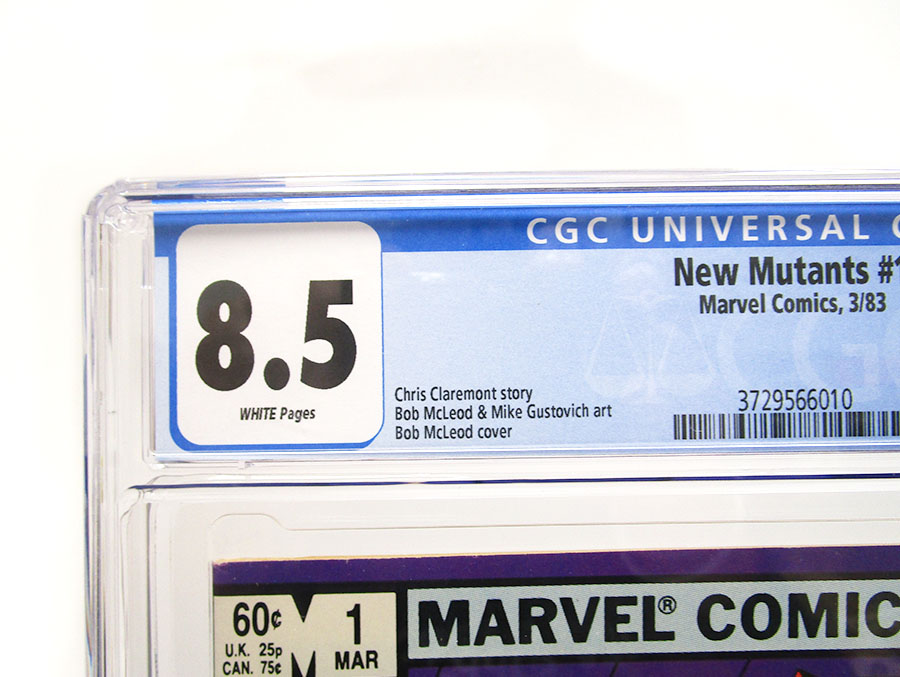 CGC UNIVERSAL
New Mutants #1
Marvel Comics, 3/83
8.5
WHITE Pages
Chris Claremont story
Bob McLeod & Mike Gustovich art
Bob McLeod cover
3729566010
60¢
U.K. 25p
CAN. 75¢
1
MAR
M
MARVEL® COMIC